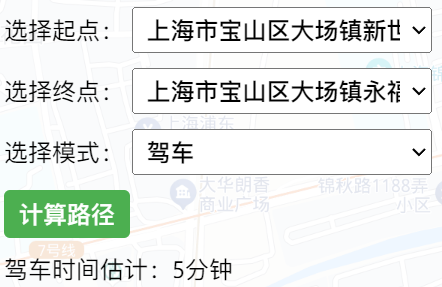 选择起点： 上海市宝山区大场镇新世
选择终点： 上海市宝山区大场镇永福
选择模式： 驾车
上海浦东
大华朗香
商业广场
锦秋路1188弄
小区
计算路径
7号线
驾车时间估计：5分钟